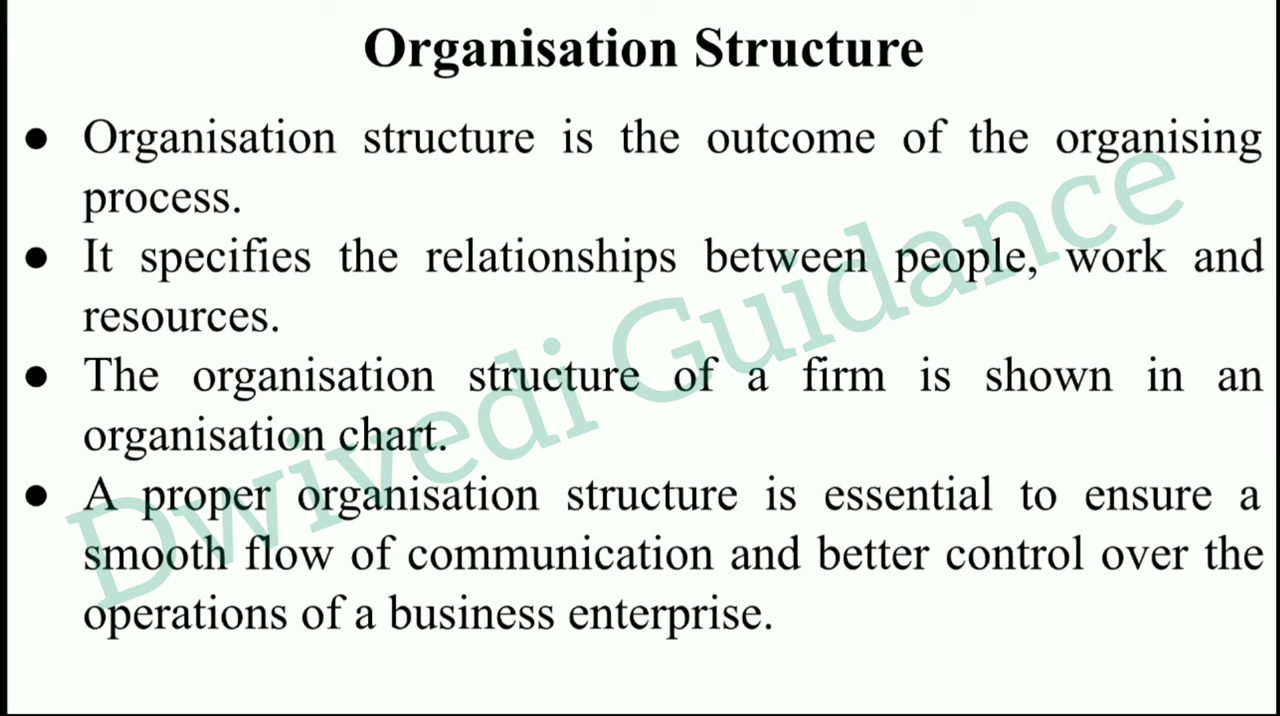 Organisation Structure
● Organisation structure is the outcome of the organising
process.
● It specifies the relationships between people, work and
resources.
● The organisation structure of a firm is shown in an
organisation chart.
● A proper organisation structure is essential to ensure a
smooth flow of communication and better control over the
operations of a business enterprise.
Dwivedi Guidance